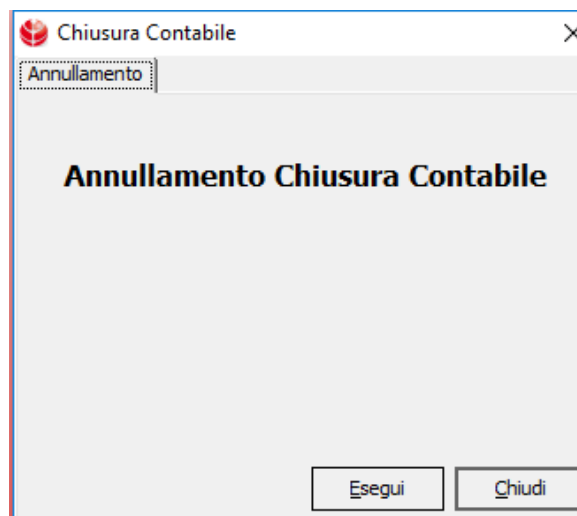 Chiusura Contabile
Annullamento
Annullamento Chiusura Contabile
Esegui Chiudi